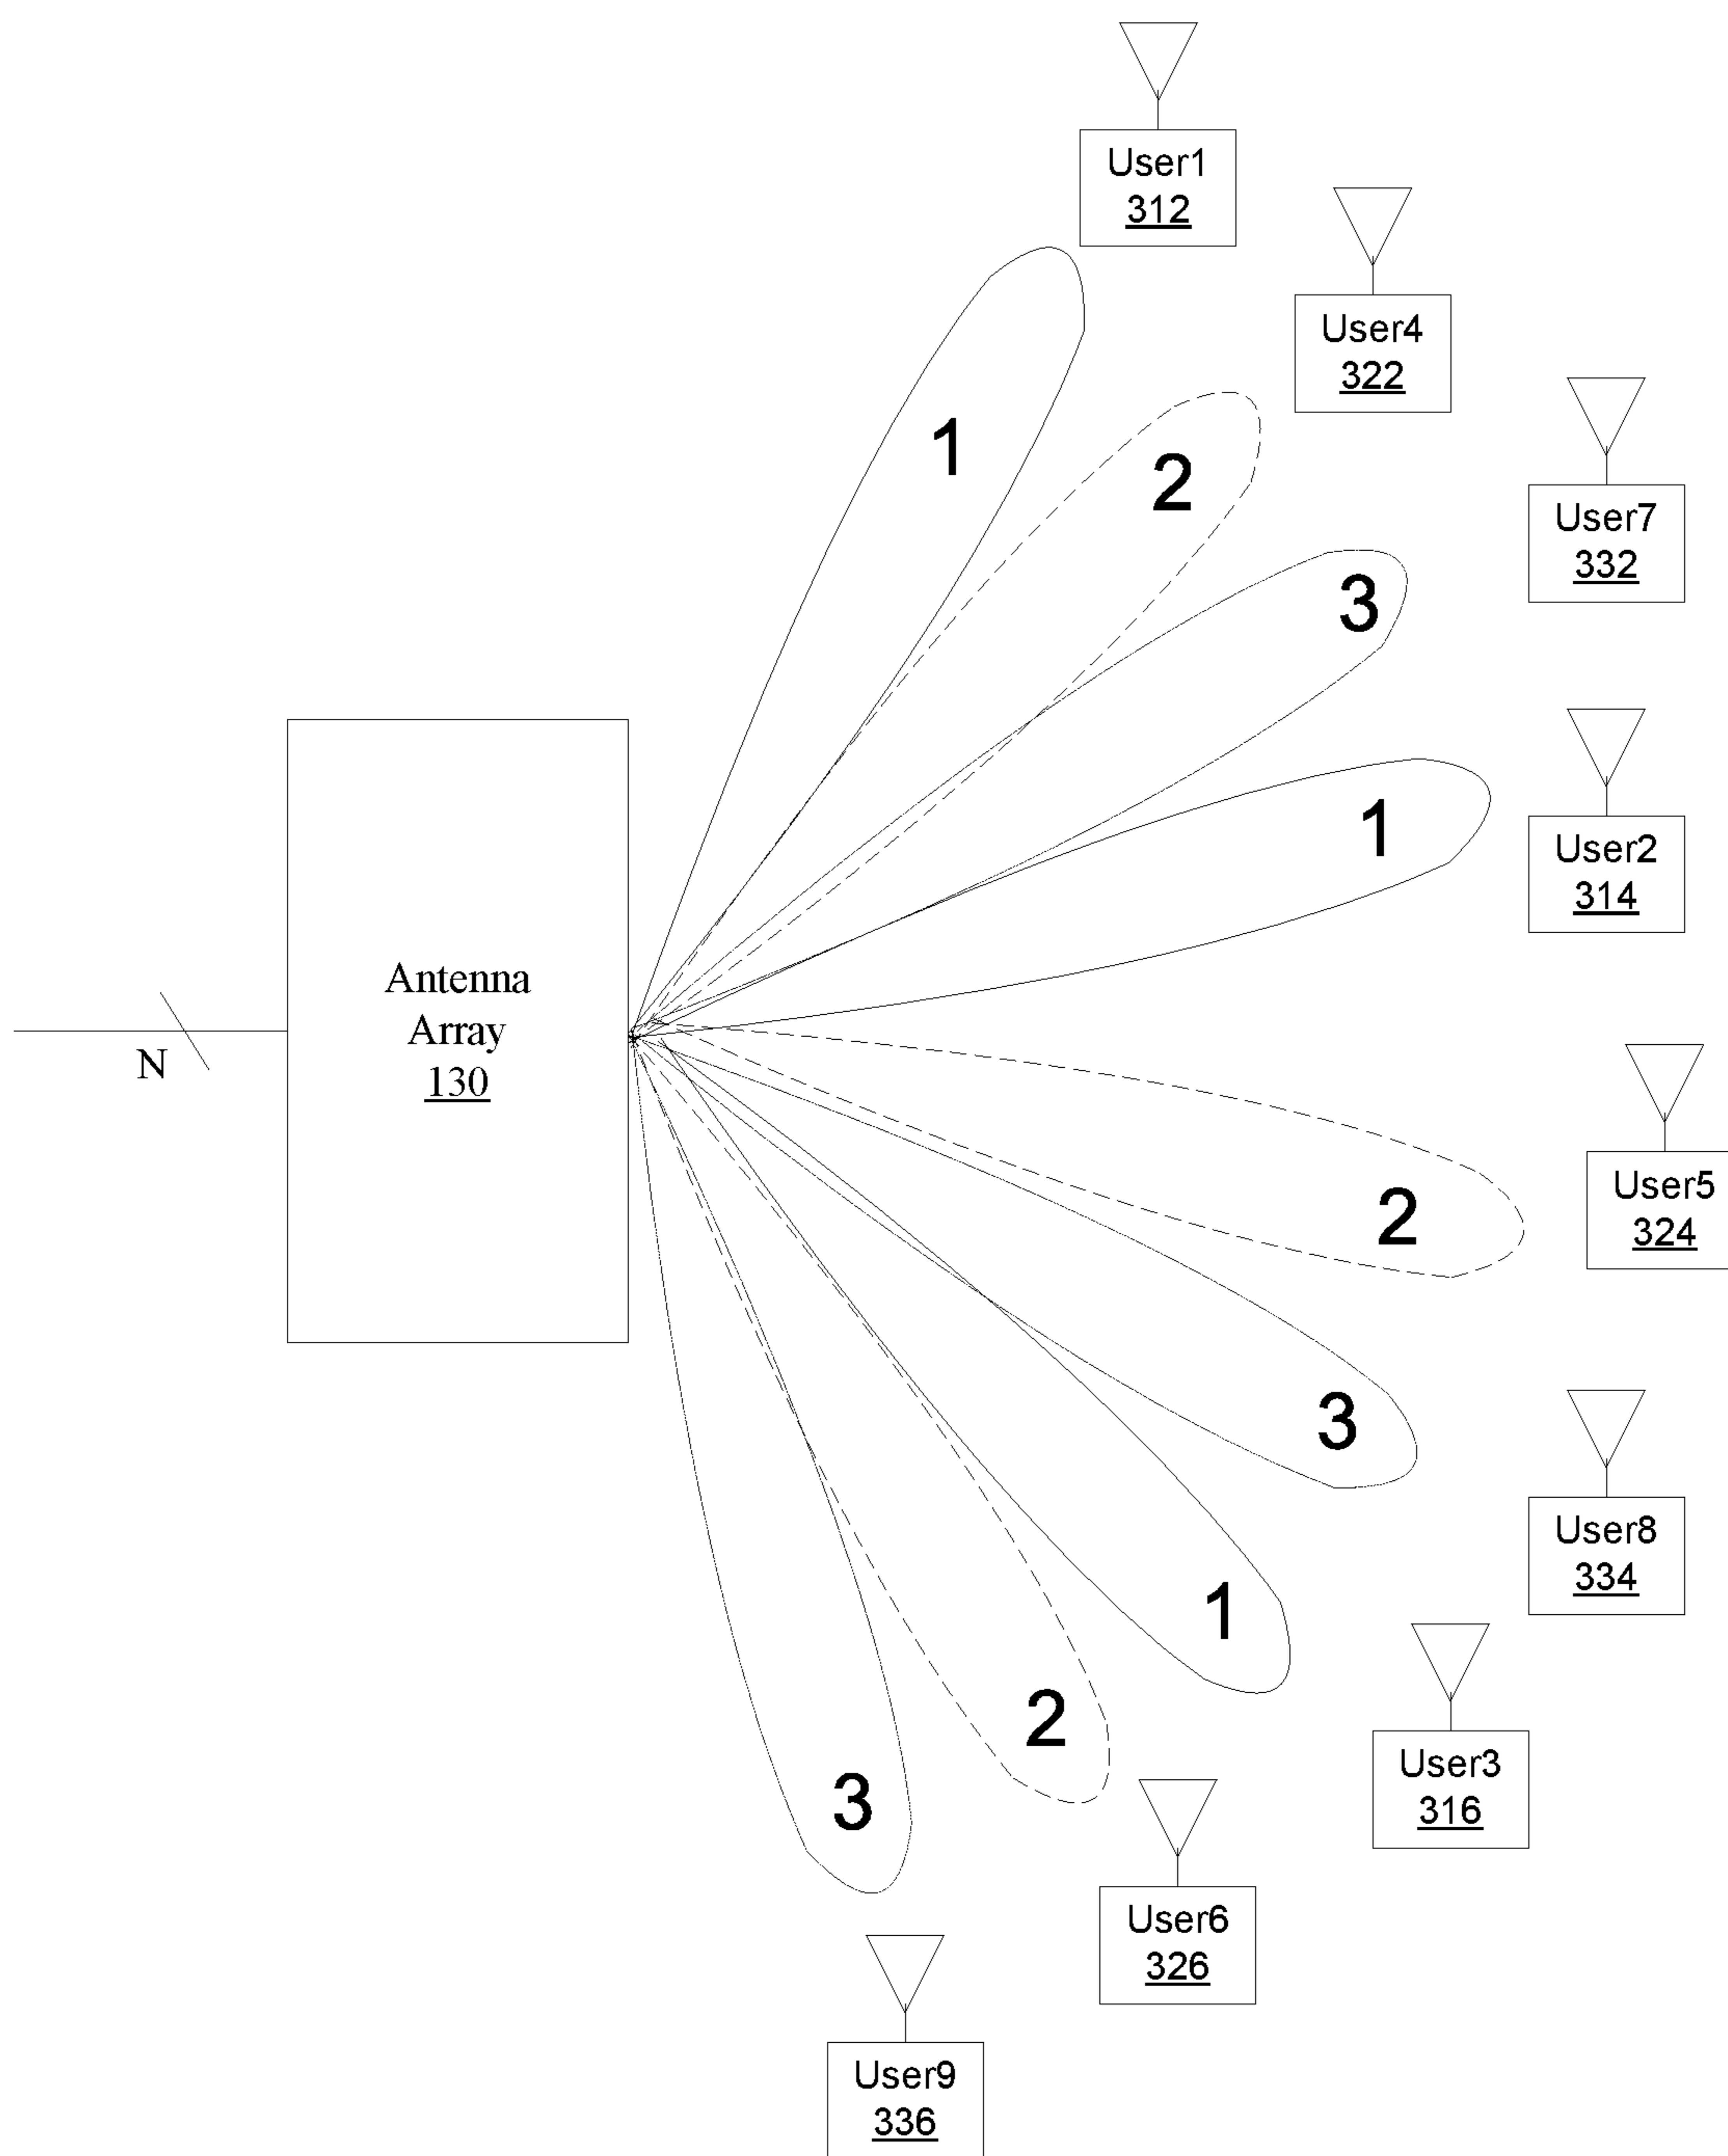 User1
312
User4
322
1
2
User7
332
3
User2
314
1
Antenna
Array
130
N
User5
324
2
3
User8
334
1
2
User3
316
3
User6
326
User9
336